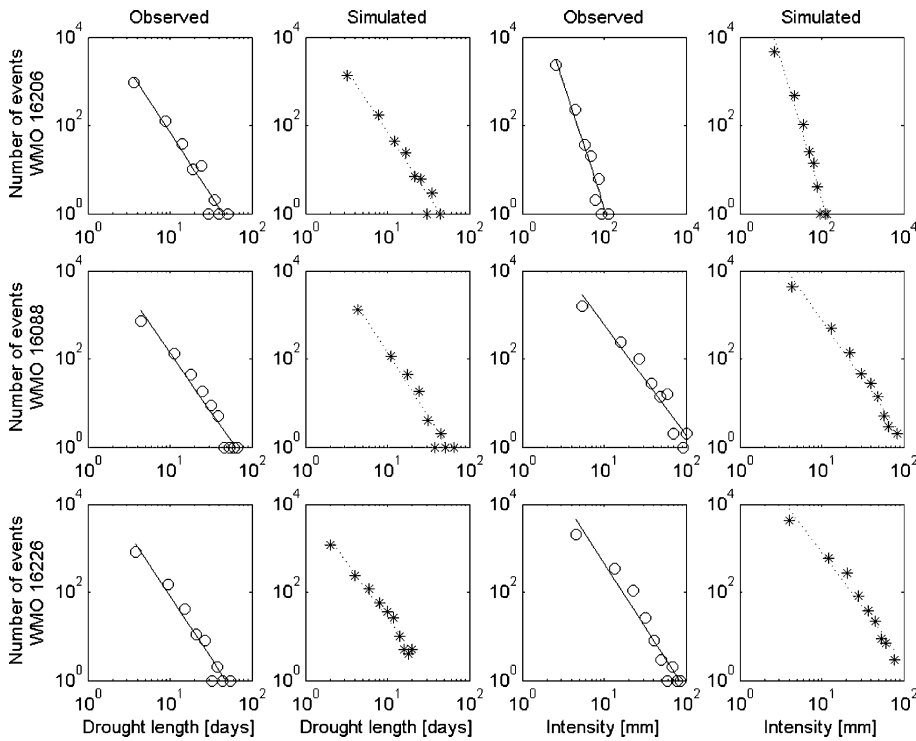 Observed Simulated Observed Simulated
Number of events
WMO 16206
10^4 10^4 10^4 10^4
10^2 10^2 10^2 10^2
10^0 10^0 10^0 10^0
10^0 10^1 10^2 10^0 10^1 10^2 10^0 10^2 10^4 10^0 10^2 10^4
Number of events
WMO 16088
10^4 10^4 10^4 10^4
10^2 10^2 10^2 10^2
10^0 10^0 10^0 10^0
10^0 10^1 10^2 10^0 10^1 10^2 10^0 10^1 10^2 10^0 10^1 10^2
Number of events
WMO 16226
10^4 10^4 10^4 10^4
10^2 10^2 10^2 10^2
10^0 10^0 10^0 10^0
10^0 10^1 10^2 10^0 10^1 10^2 10^0 10^1 10^2 10^0 10^1 10^2
Drought length [days] Drought length [days] Intensity [mm] Intensity [mm]